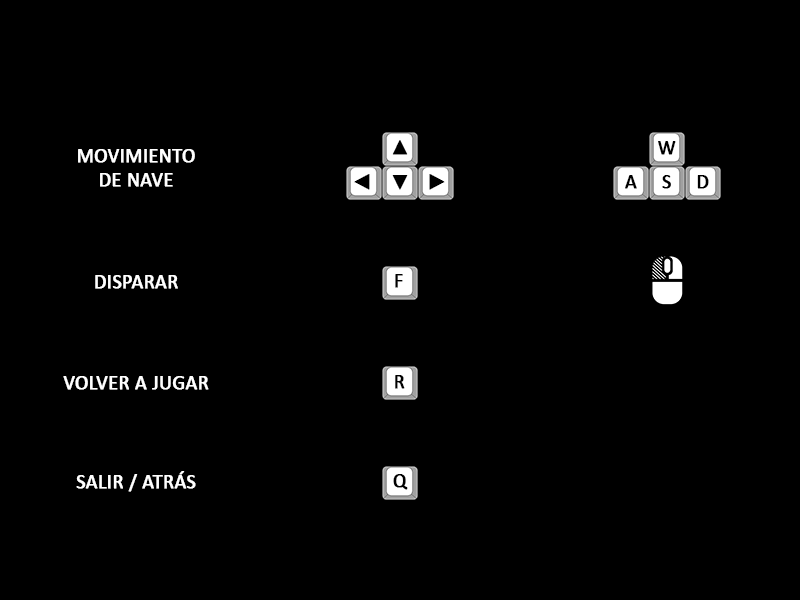 MOVIMIENTO
DE NAVE
▲
◀ ▼ ▶
W
A S D
DISPARAR
F
VOLVER A JUGAR
R
SALIR / ATRÁS
Q